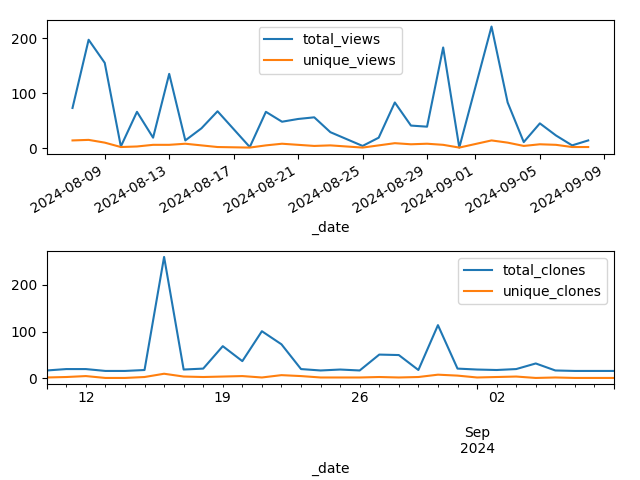 200
100
0
total_views
unique_views
2024-08-09
2024-08-13
2024-08-17
2024-08-21
2024-08-25
2024-08-29
2024-09-01
2024-09-05
2024-09-09
_date
200
100
0
total_clones
unique_clones
12
19
26
02
Sep
2024
_date